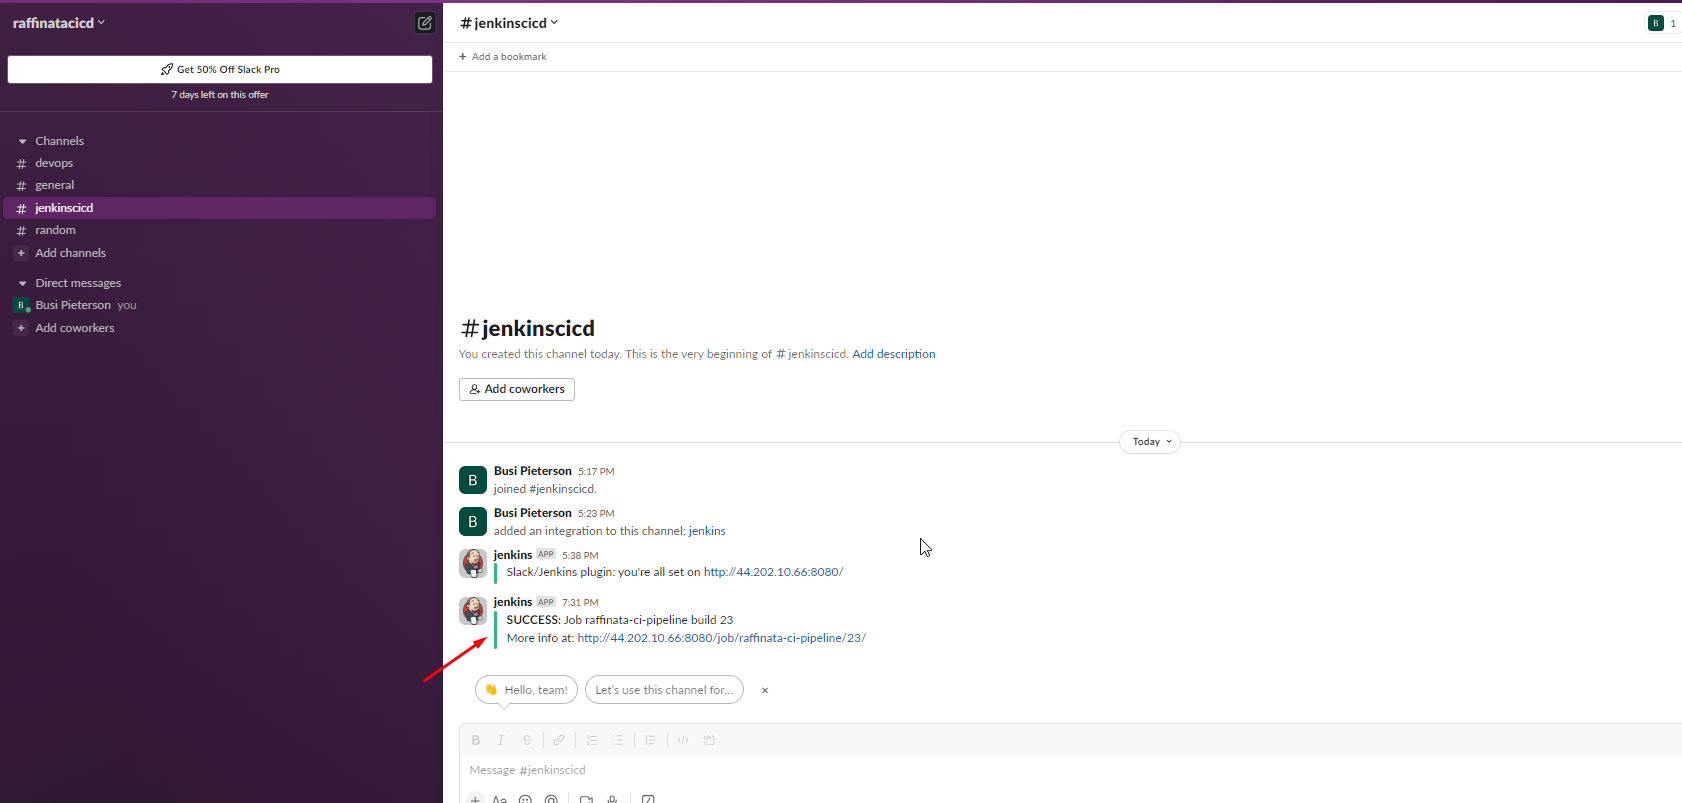 raffinatacicd
Get 50% Off Slack Pro
7 days left on this offer
Channels
# devops
# general
# jenkinscicd
# random
+ Add channels
Direct messages
B Busi Pieterson you
+ Add coworkers
# jenkinscicd
B 1
+ Add a bookmark
# jenkinscicd
You created this channel today. This is the very beginning of # jenkinscicd. Add description
Add coworkers
Today
B
Busi Pieterson 5:17 PM
joined #jenkinscicd.
B
Busi Pieterson 5:23 PM
added an integration to this channel: jenkins
jenkins APP 5:38 PM
Slack/Jenkins plugin: you're all set on http://44.202.10.66:8080/
jenkins APP 7:31 PM
SUCCESS: Job raffinata-ci-pipeline build 23
More info at: http://44.202.10.66:8080/job/raffinata-ci-pipeline/23/
👋 Hello, team!
Let's use this channel for...
×
B I S
Message #jenkinscicd
+ Aa @